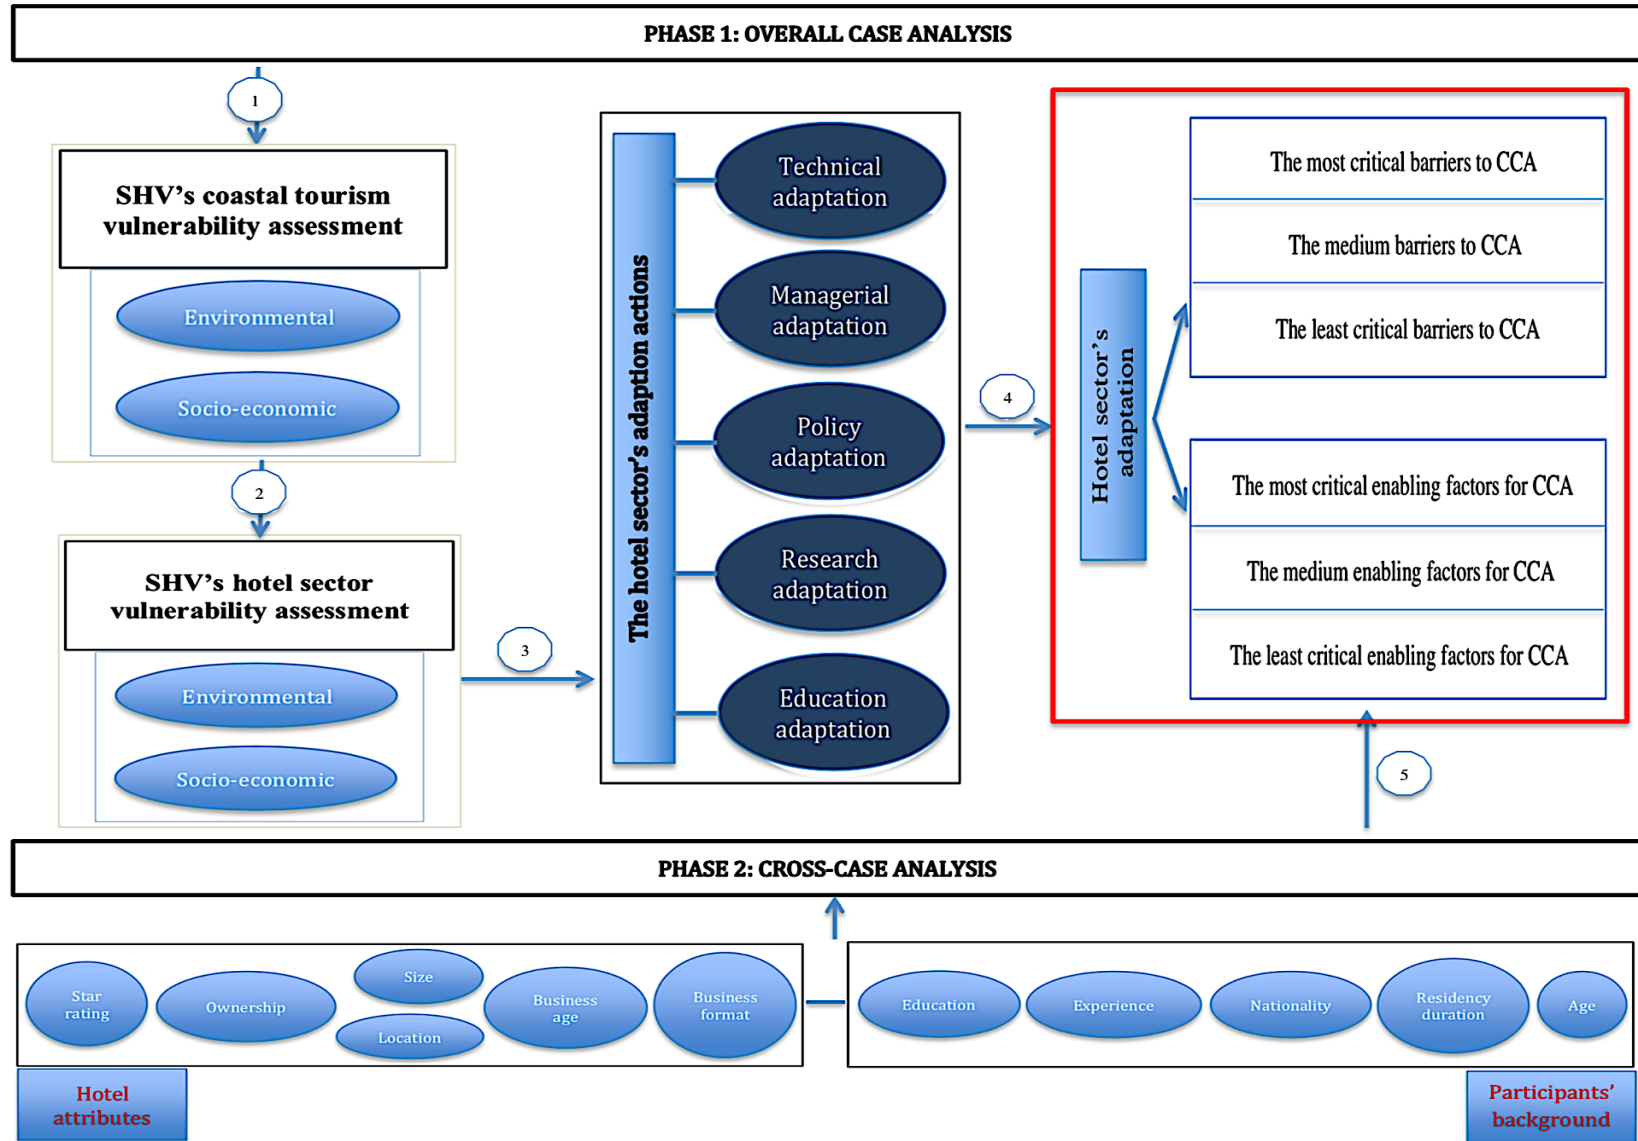 PHASE 1: OVERALL CASE ANALYSIS
1
SHV's coastal tourism
vulnerability assessment
Environmental
Socio-economic
2
SHV's hotel sector
vulnerability assessment
Environmental
Socio-economic
3
The hotel sector's adaption actions
Technical
adaptation
Managerial
adaptation
Policy
adaptation
Research
adaptation
Education
adaptation
4
Hotel sector's
adaptation
The most critical barriers to CCA
The medium barriers to CCA
The least critical barriers to CCA
The most critical enabling factors for CCA
The medium enabling factors for CCA
The least critical enabling factors for CCA
5
PHASE 2: CROSS-CASE ANALYSIS
Star
rating
Ownership
Size
Location
Business
age
Business
format
Education
Experience
Nationality
Residency
duration
Age
Hotel
attributes
Participants'
background